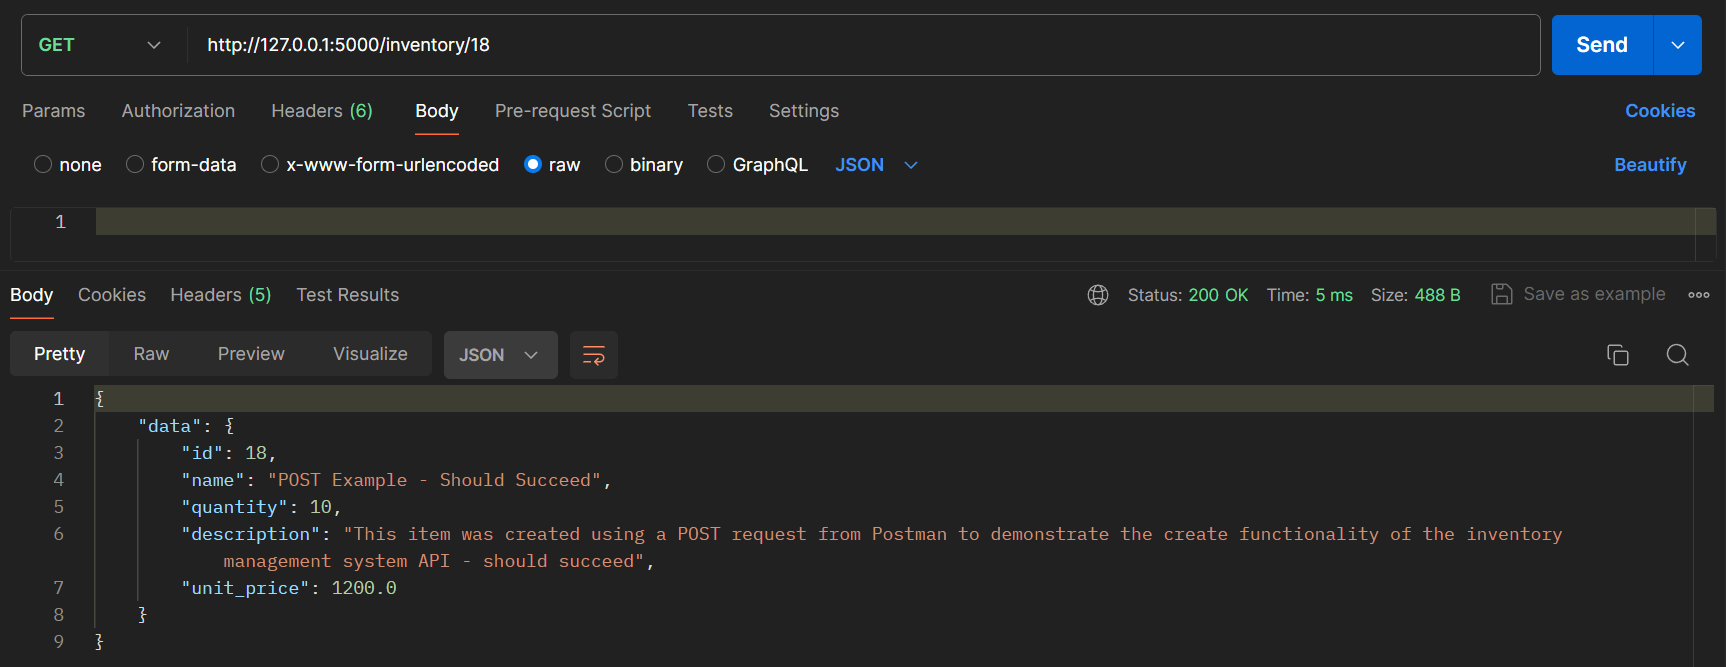 GET http://127.0.0.1:5000/inventory/18 Send
Params Authorization Headers (6) Body Pre-request Script Tests Settings Cookies
none form-data x-www-form-urlencoded raw binary GraphQL JSON Beautify
1
Body Cookies Headers (5) Test Results Status: 200 OK Time: 5 ms Size: 488 B Save as example
Pretty Raw Preview Visualize JSON
1 {
2 "data": {
3 "id": 18,
4 "name": "POST Example - Should Succeed",
5 "quantity": 10,
6 "description": "This item was created using a POST request from Postman to demonstrate the create functionality of the inventory
management system API - should succeed",
7 "unit_price": 1200.0
8 }
9 }